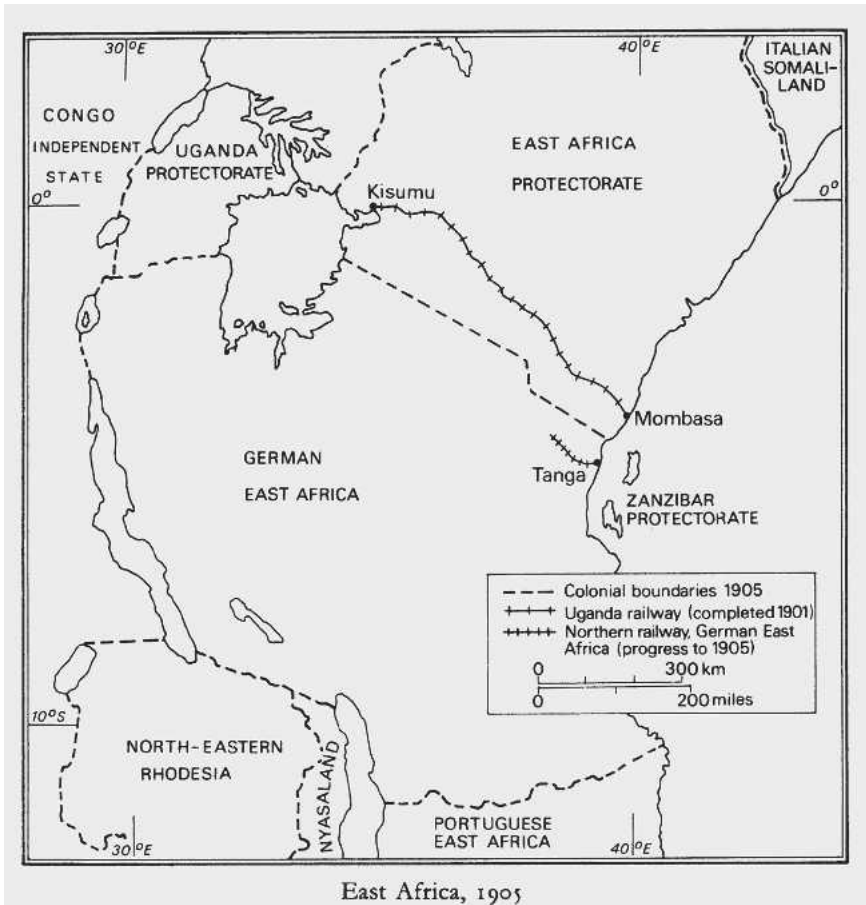 30°E
40°E
ITALIAN
SOMALI-
LAND
CONGO
INDEPENDENT
STATE
UGANDA
PROTECTORATE
EAST AFRICA
PROTECTORATE
0°
Kisumu
0°
Mombasa
GERMAN
EAST AFRICA
Tanga
ZANZIBAR
PROTECTORATE
Colonial boundaries 1905
Uganda railway (completed 1901)
Northern railway, German East
Africa (progress to 1905)
0 300 km
0 200 miles
10°S
NORTH-EASTERN
RHODESIA
NYASALAND
PORTUGUESE
EAST AFRICA
30°E
40°E
East Africa, 1905